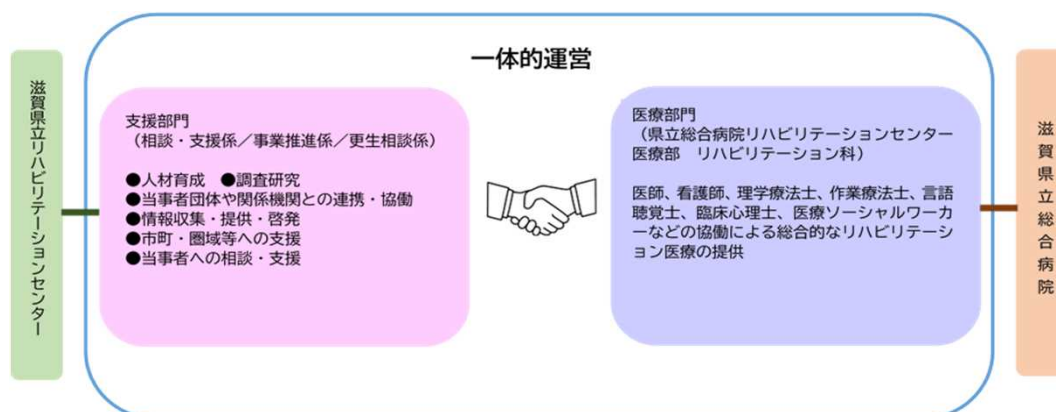 一体的運営
滋賀県立リハビリテーションセンター
支援部門
（相談・支援係／事業推進係／更生相談係）
●人材育成　●調査研究
●当事者団体や関係機関との連携・協働
●情報収集・提供・啓発
●市町・圏域等への支援
●当事者への相談・支援
医療部門
（県立総合病院リハビリテーションセンター
医療部　リハビリテーション科）
医師、看護師、理学療法士、作業療法士、言語
聴覚士、臨床心理士、医療ソーシャルワーカ
ーなどの協働による総合的なリハビリテーシ
ョン医療の提供
滋賀県立総合病院